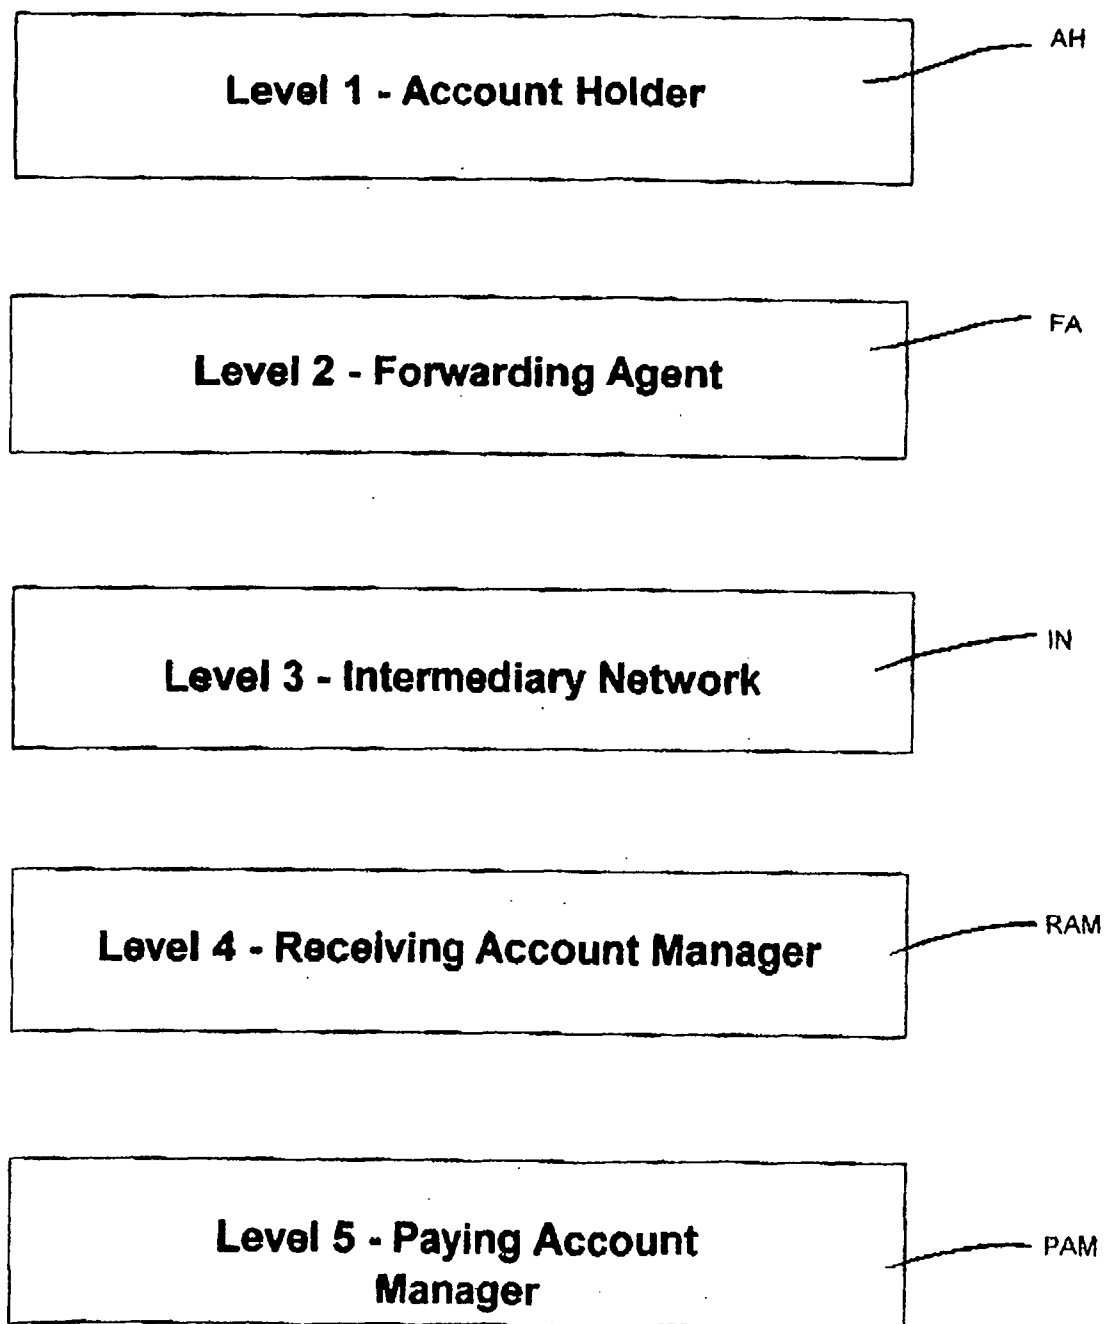 AH
Level 1 - Account Holder
FA
Level 2 - Forwarding Agent
IN
Level 3 - Intermediary Network
RAM
Level 4 - Receiving Account Manager
PAM
Level 5 - Paying Account
Manager